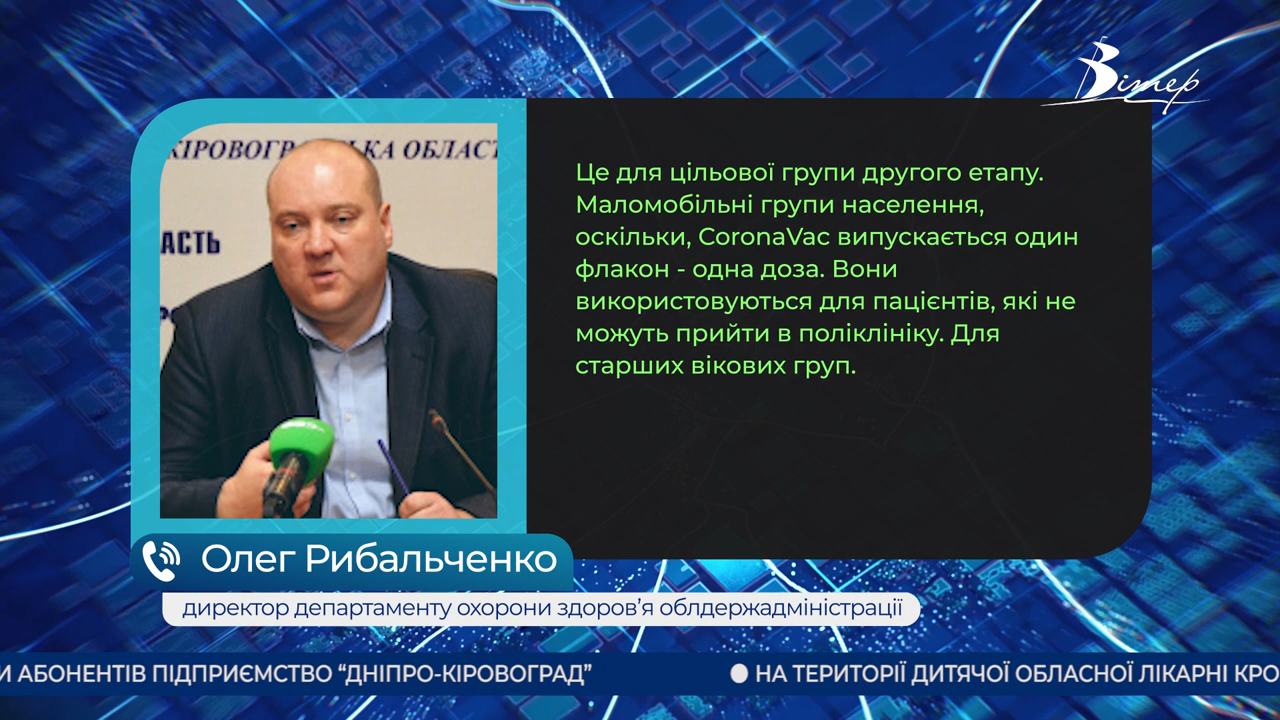 Вітер
КІРОВОГРАДСЬКА ОБЛАСТ
АСТЬ
Це для цільової групи другого етапу.
Маломобільні групи населення,
оскільки, CoronaVac випускається один
флакон - одна доза. Вони
використовуються для пацієнтів, які не
можуть прийти в поліклініку. Для
старших вікових груп.
Олег Рибальченко
директор департаменту охорони здоров’я облдержадміністрації
И АБОНЕНТІВ ПІДПРИЄМСТВО “ДНІПРО-КІРОВОГРАД”
НА ТЕРИТОРІЇ ДИТЯЧОЇ ОБЛАСНОЇ ЛІКАРНІ КРО